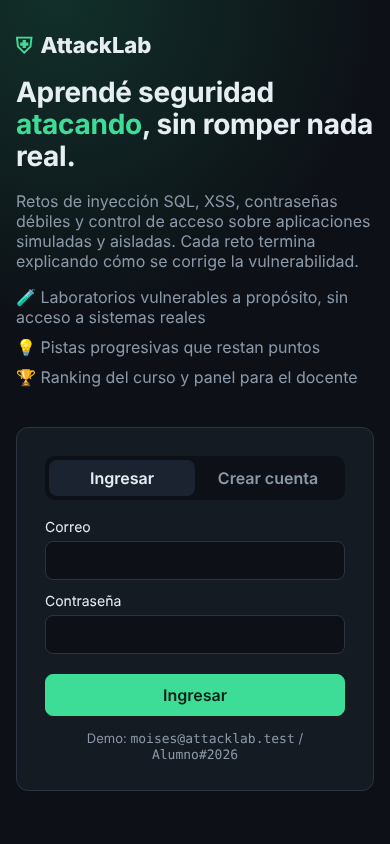 AttackLab
Aprendé seguridad
atacando, sin romper nada
real.
Retos de inyección SQL, XSS, contraseñas
débiles y control de acceso sobre aplicaciones
simuladas y aisladas. Cada reto termina
explicando cómo se corrige la vulnerabilidad.
🧪 Laboratorios vulnerables a propósito, sin
acceso a sistemas reales
💡 Pistas progresivas que restan puntos
🏆 Ranking del curso y panel para el docente
Ingresar Crear cuenta
Correo
Contraseña
Ingresar
Demo: moises@attacklab.test /
Alumno#2026